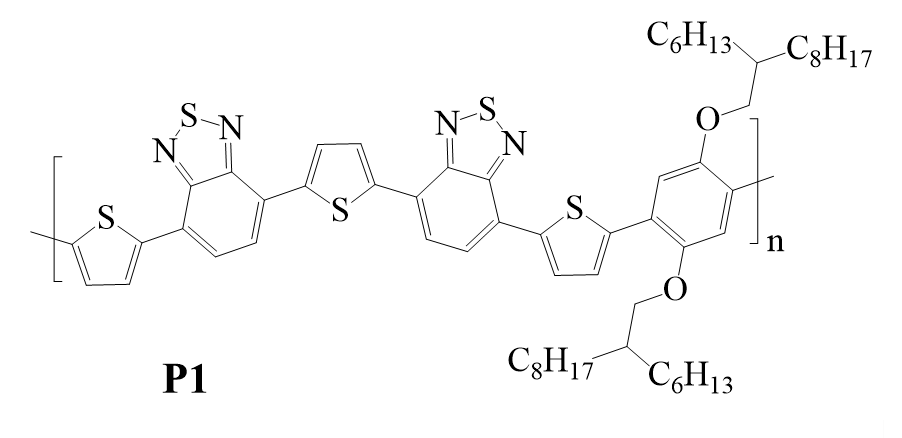 C6H13 C8H17
O
N S N N S N
S S S
n
O
C8H17 C6H13
P1